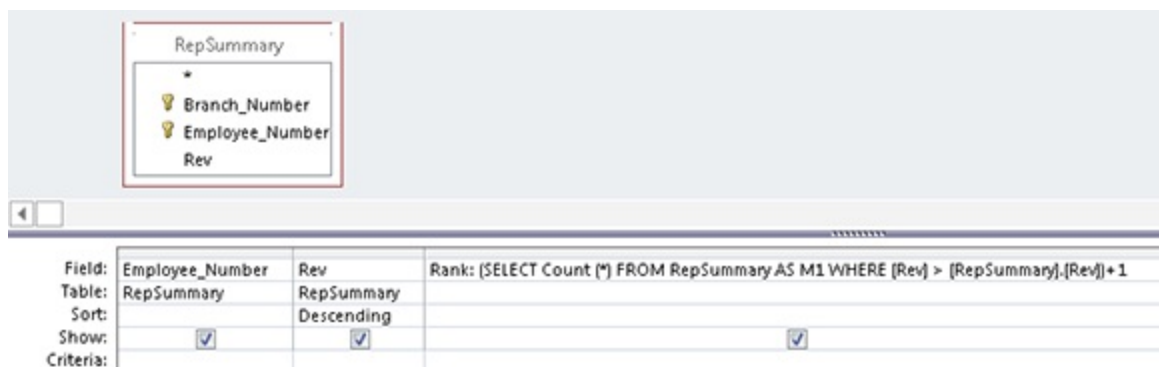 RepSummary
*
Branch_Number
Employee_Number
Rev
Field: Employee_Number Rev Rank: (SELECT Count (*) FROM RepSummary AS M1 WHERE [Rev] > [RepSummary].[Rev])+1
Table: RepSummary RepSummary
Sort: Descending
Show:
Criteria: